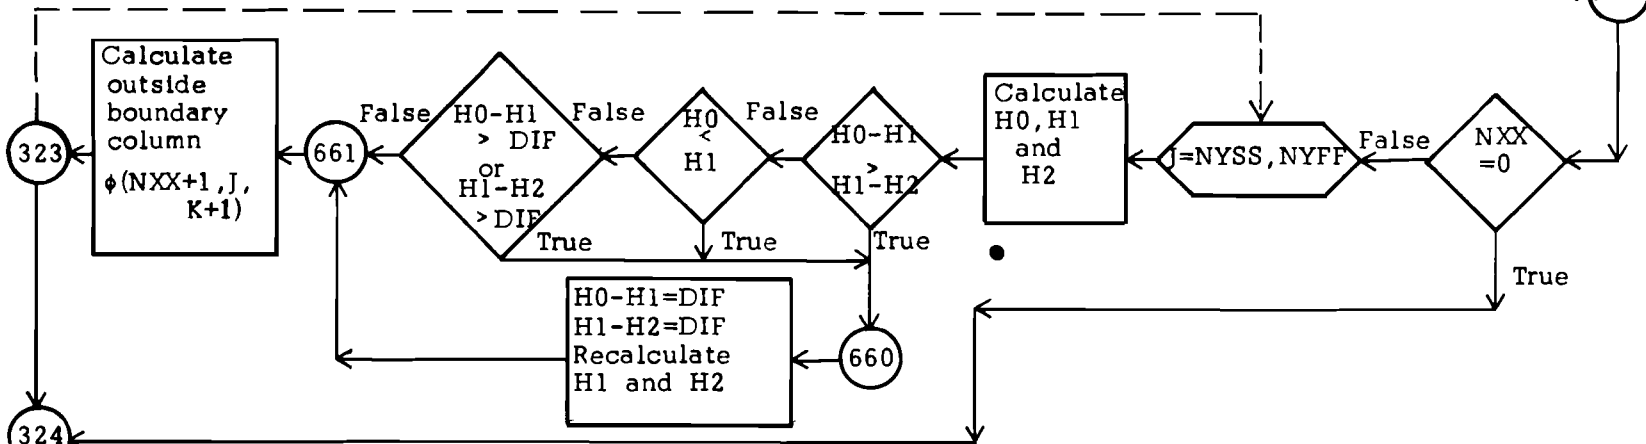 Calculate
outside
boundary
column
φ(NXX+1,J,
K+1)
323
661
False
H0-H1
> DIF
or
H1-H2
> DIF
False
True
H0
<
H1
False
True
H0-H1
>
H1-H2
True
Calculate
H0,H1
and
H2
J=NYSS,NYFF
False
NXX
=0
True
H0-H1=DIF
H1-H2=DIF
Recalculate
H1 and H2
660
324